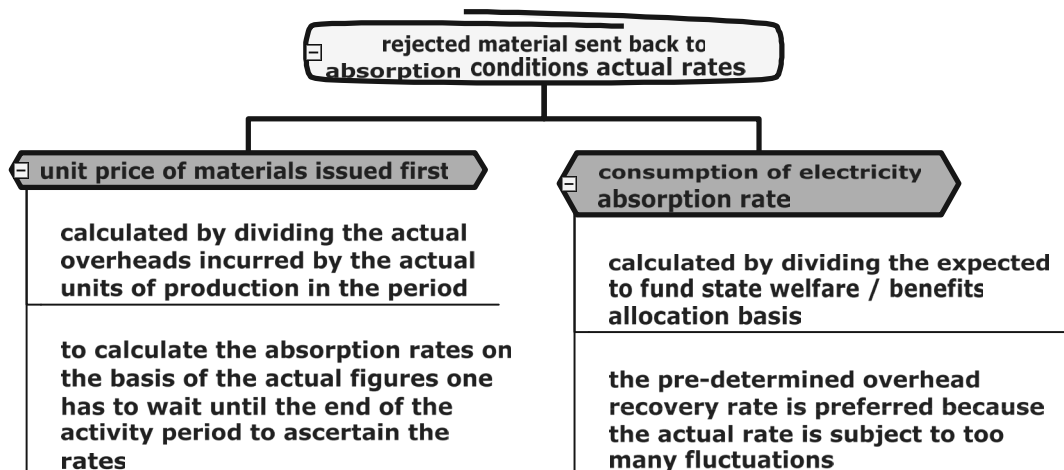 rejected material sent back to
absorption conditions actual rates
unit price of materials issued first
calculated by dividing the actual
overheads incurred by the actual
units of production in the period
to calculate the absorption rates on
the basis of the actual figures one
has to wait until the end of the
activity period to ascertain the
rates
consumption of electricity
absorption rate
calculated by dividing the expected
to fund state welfare / benefits
allocation basis
the pre-determined overhead
recovery rate is preferred because
the actual rate is subject to too
many fluctuations